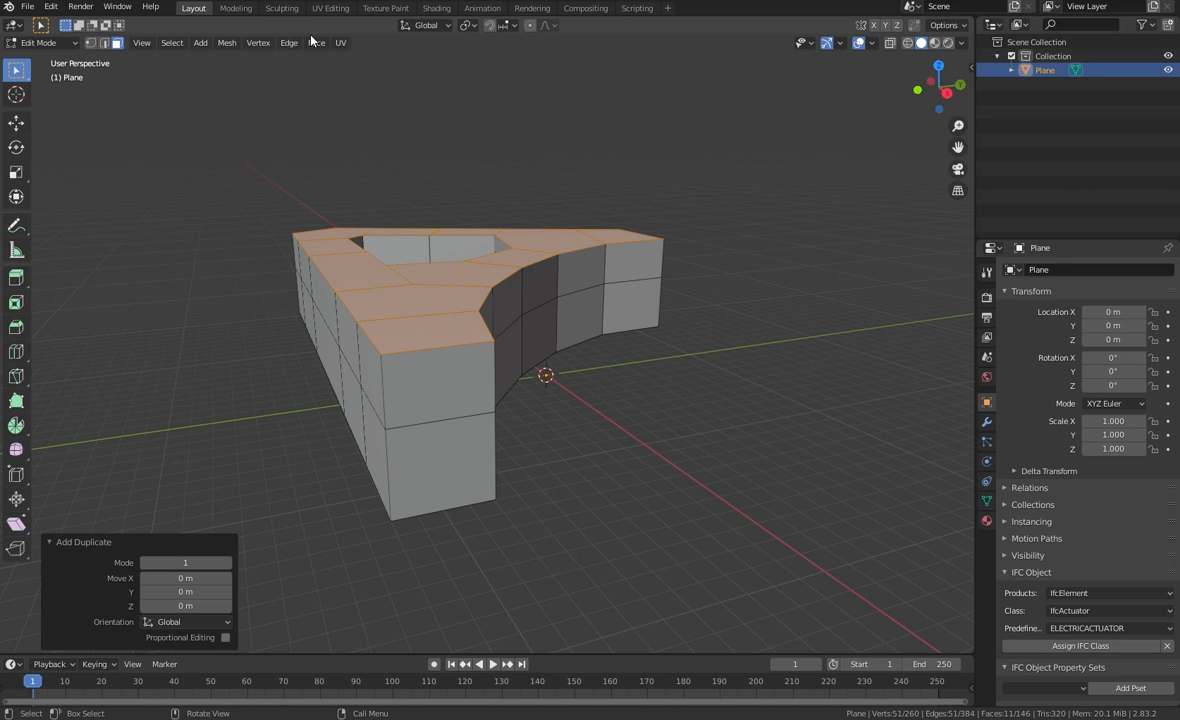 File Edit Render Window Help Layout Modeling Sculpting UV Editing Texture Paint Shading Animation Rendering Compositing Scripting + Scene View Layer
Global X Y Z Options
Edit Mode View Select Add Mesh Vertex Edge UV
User Perspective
(1) Plane
Z
Y
X
Scene Collection
Collection
Plane
Plane
Plane
Transform
Location X 0 m
Y 0 m
Z 0 m
Rotation X 0°
Y 0°
Z 0°
Mode XYZ Euler
Scale X 1.000
Y 1.000
Z 1.000
Delta Transform
Relations
Collections
Instancing
Motion Paths
Visibility
IFC Object
Products: IfcElement
Class: IfcActuator
Predefine... ELECTRICACTUATOR
Assign IFC Class
IFC Object Property Sets
Add Pset
Add Duplicate
Mode 1
Move X 0 m
Y 0 m
Z 0 m
Orientation Global
Proportional Editing
Playback Keying View Marker 1 Start 1 End 250
1 10 20 30 40 50 60 70 80 90 100 110 120 130 140 150 160 170 180 190 200 210 220 230 240 250
Select Box Select Rotate View Call Menu Plane | Verts:51/260 | Edges:51/384 | Faces:11/146 | Tris:320 | Mem: 20.1 MiB | 2.83.2